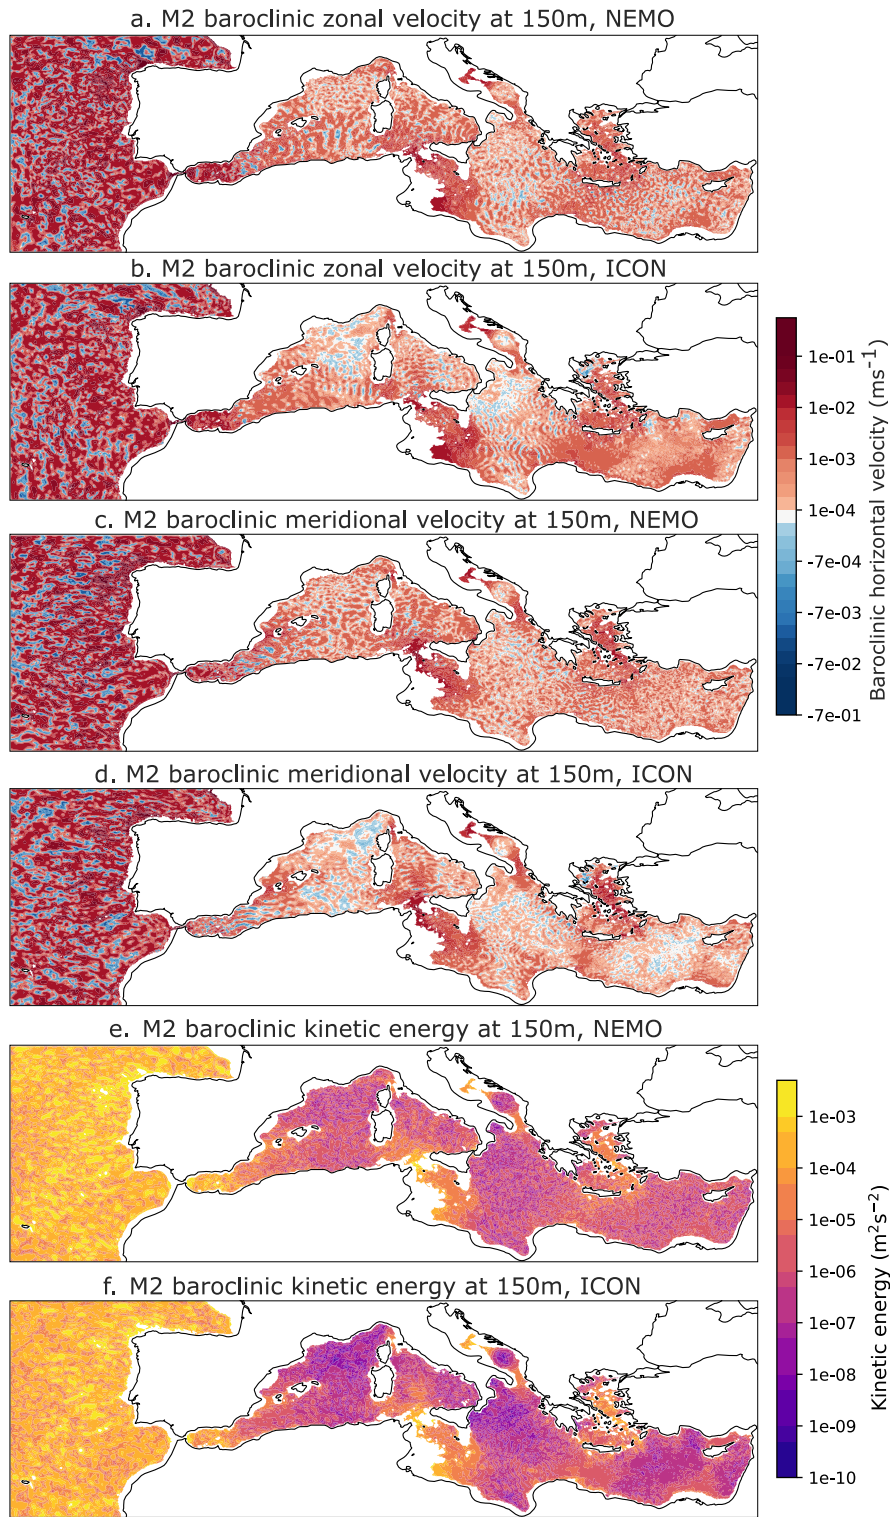 a. M2 baroclinic zonal velocity at 150m, NEMO
b. M2 baroclinic zonal velocity at 150m, ICON
1e-01
1e-02
1e-03
1e-04
-7e-04
-7e-03
-7e-02
-7e-01
Baroclinic horizontal velocity (ms⁻¹)
c. M2 baroclinic meridional velocity at 150m, NEMO
d. M2 baroclinic meridional velocity at 150m, ICON
e. M2 baroclinic kinetic energy at 150m, NEMO
1e-03
1e-04
1e-05
1e-06
1e-07
1e-08
1e-09
1e-10
Kinetic energy (m²s⁻²)
f. M2 baroclinic kinetic energy at 150m, ICON